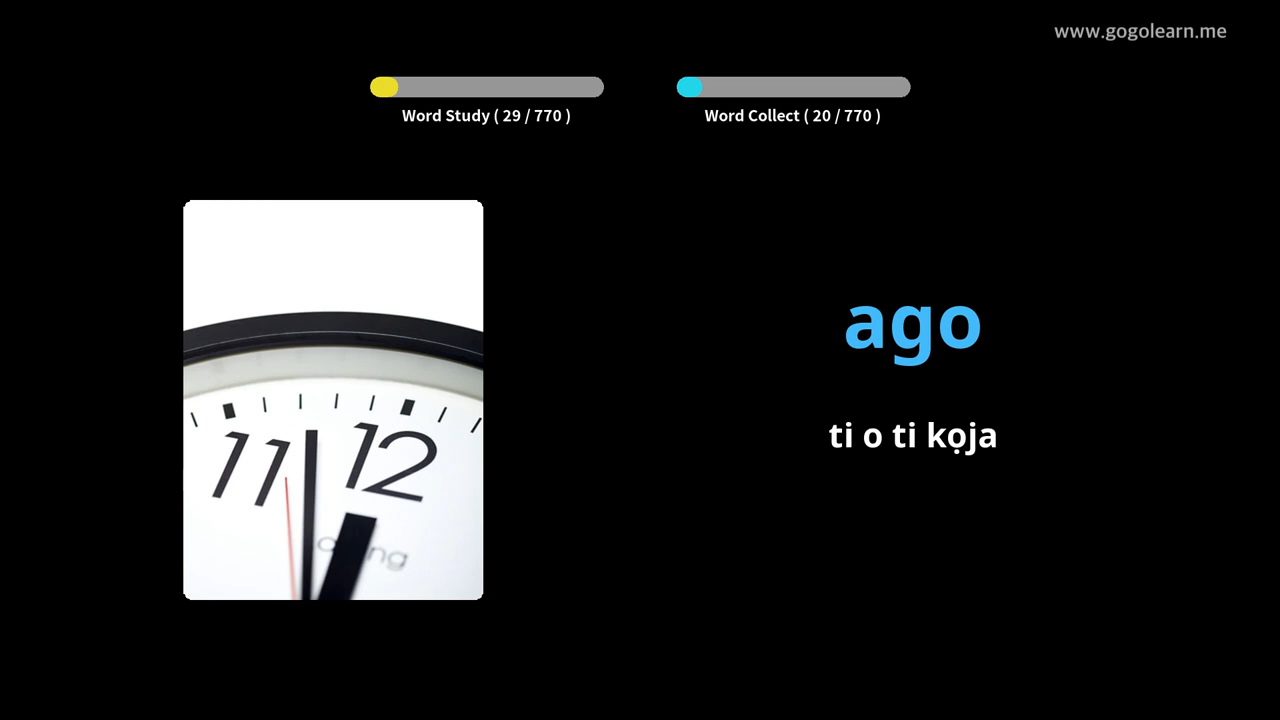 www.gogolearn.me
Word Study ( 29 / 770 )
Word Collect ( 20 / 770 )
11
12
ago
ti o ti kọja